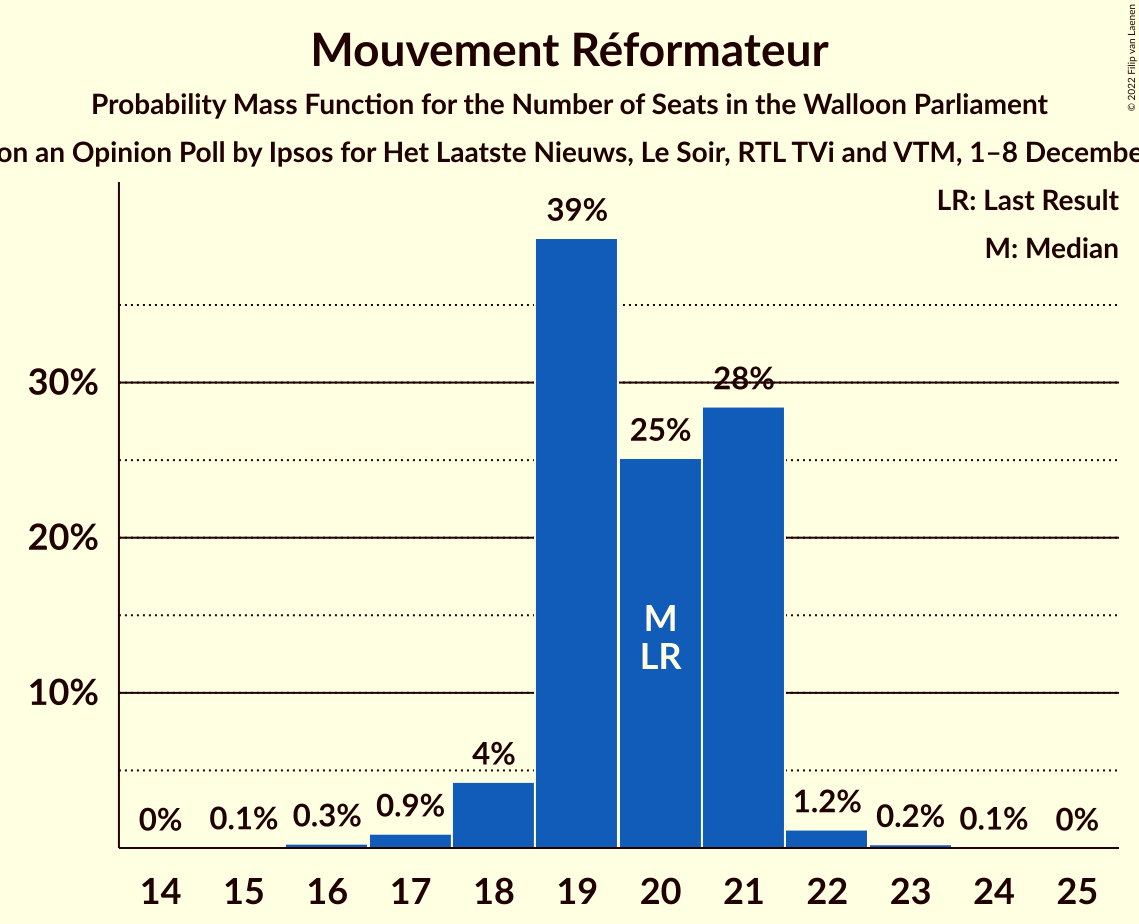 Mouvement Réformateur
Probability Mass Function for the Number of Seats in the Walloon Parliament
on an Opinion Poll by Ipsos for Het Laatste Nieuws, Le Soir, RTL TVi and VTM, 1–8 Decembe
© 2022 Filip van Laenen
LR: Last Result
M: Median
39%
30%
28%
25%
20%
M
LR
10%
4%
0% 0.1% 0.3% 0.9% 1.2% 0.2% 0.1% 0%
14 15 16 17 18 19 20 21 22 23 24 25